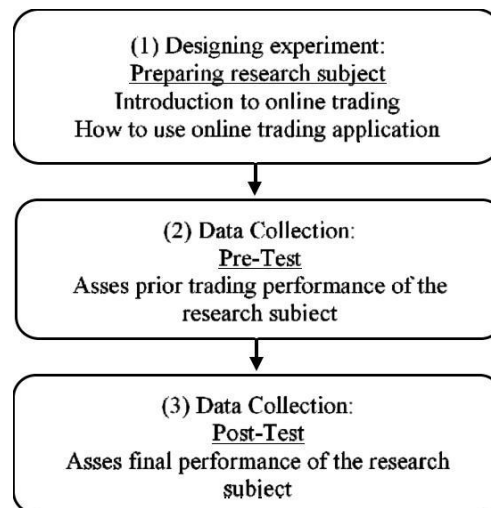 (1) Designing experiment:
Preparing research subject
Introduction to online trading
How to use online trading application
(2) Data Collection:
Pre-Test
Asses prior trading performance of the
research subject
(3) Data Collection:
Post-Test
Asses final performance of the research
subject